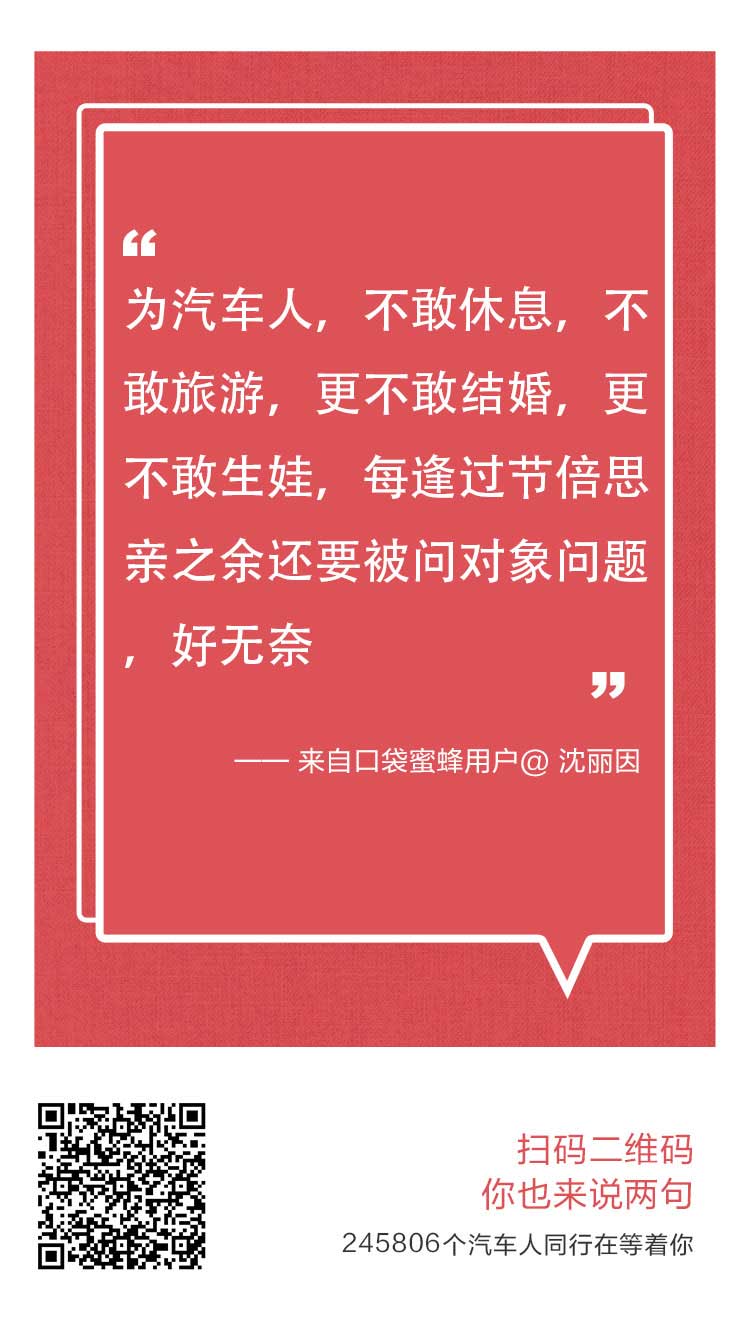 “
为汽车人，不敢休息，不
敢旅游，更不敢结婚，更
不敢生娃，每逢过节倍思
亲之余还要被问对象问题
，好无奈
”
—— 来自口袋蜜蜂用户@ 沈丽因
扫码二维码
你也来说两句
245806个汽车人同行在等着你